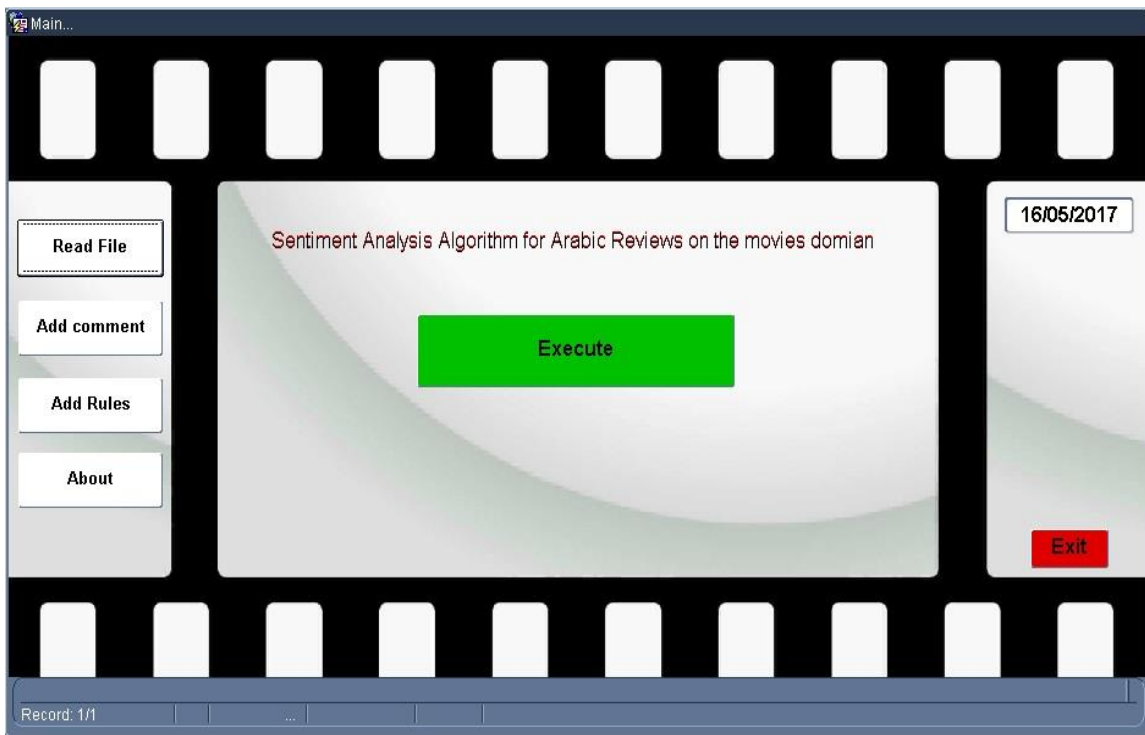 Main...
Read File
Add comment
Add Rules
About
Sentiment Analysis Algorithm for Arabic Reviews on the movies domian
Execute
16/05/2017
Exit
Record: 1/1
...